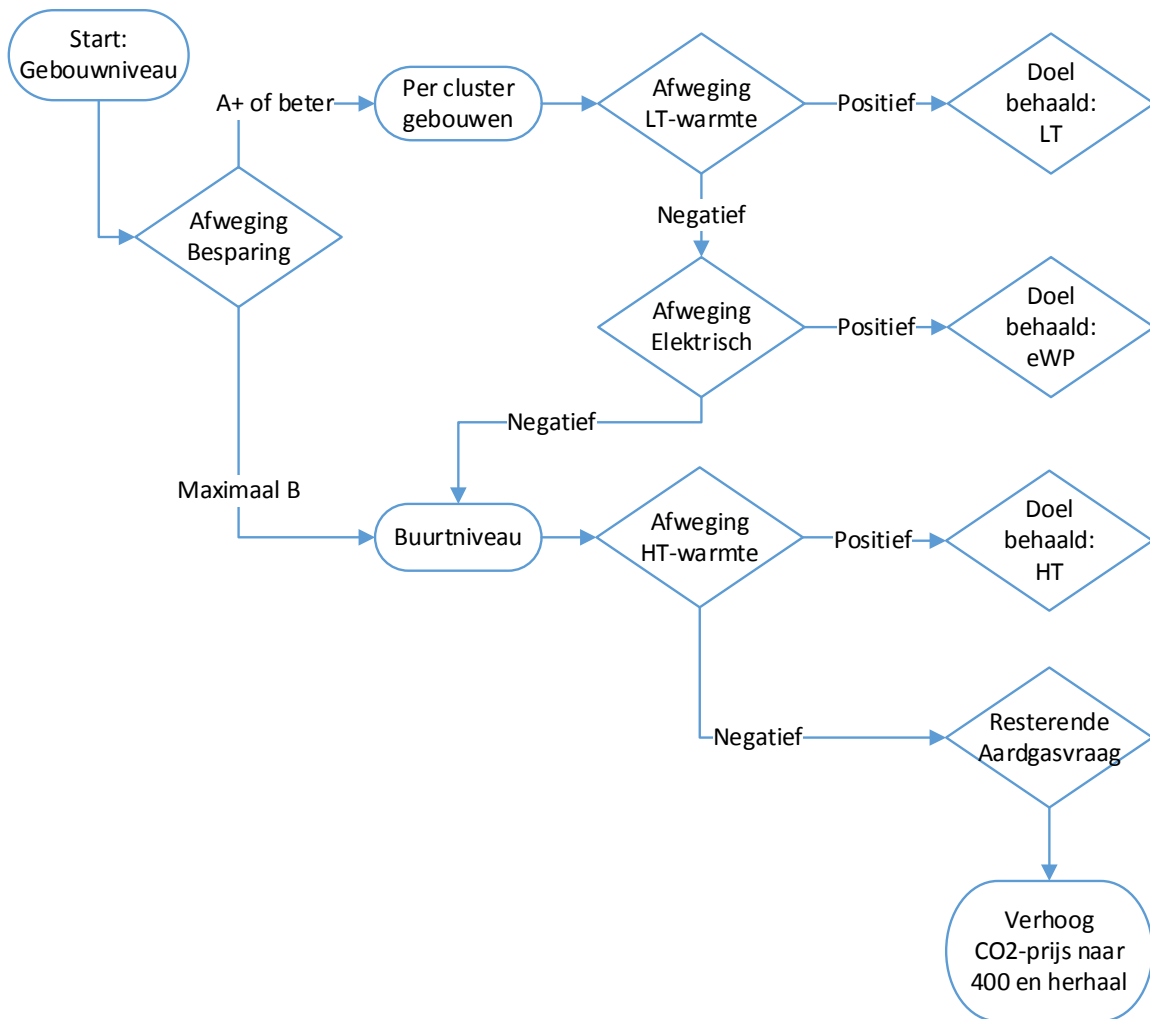 Start:
Gebouwniveau
A+ of beter
Per cluster
gebouwen
Afweging
LT-warmte
Positief
Doel
behaald:
LT
Afweging
Besparing
Negatief
Afweging
Elektrisch
Positief
Doel
behaald:
eWP
Negatief
Maximaal B
Buurtniveau
Afweging
HT-warmte
Positief
Doel
behaald:
HT
Negatief
Resterende
Aardgasvraag
Verhoog
CO2-prijs naar
400 en herhaal